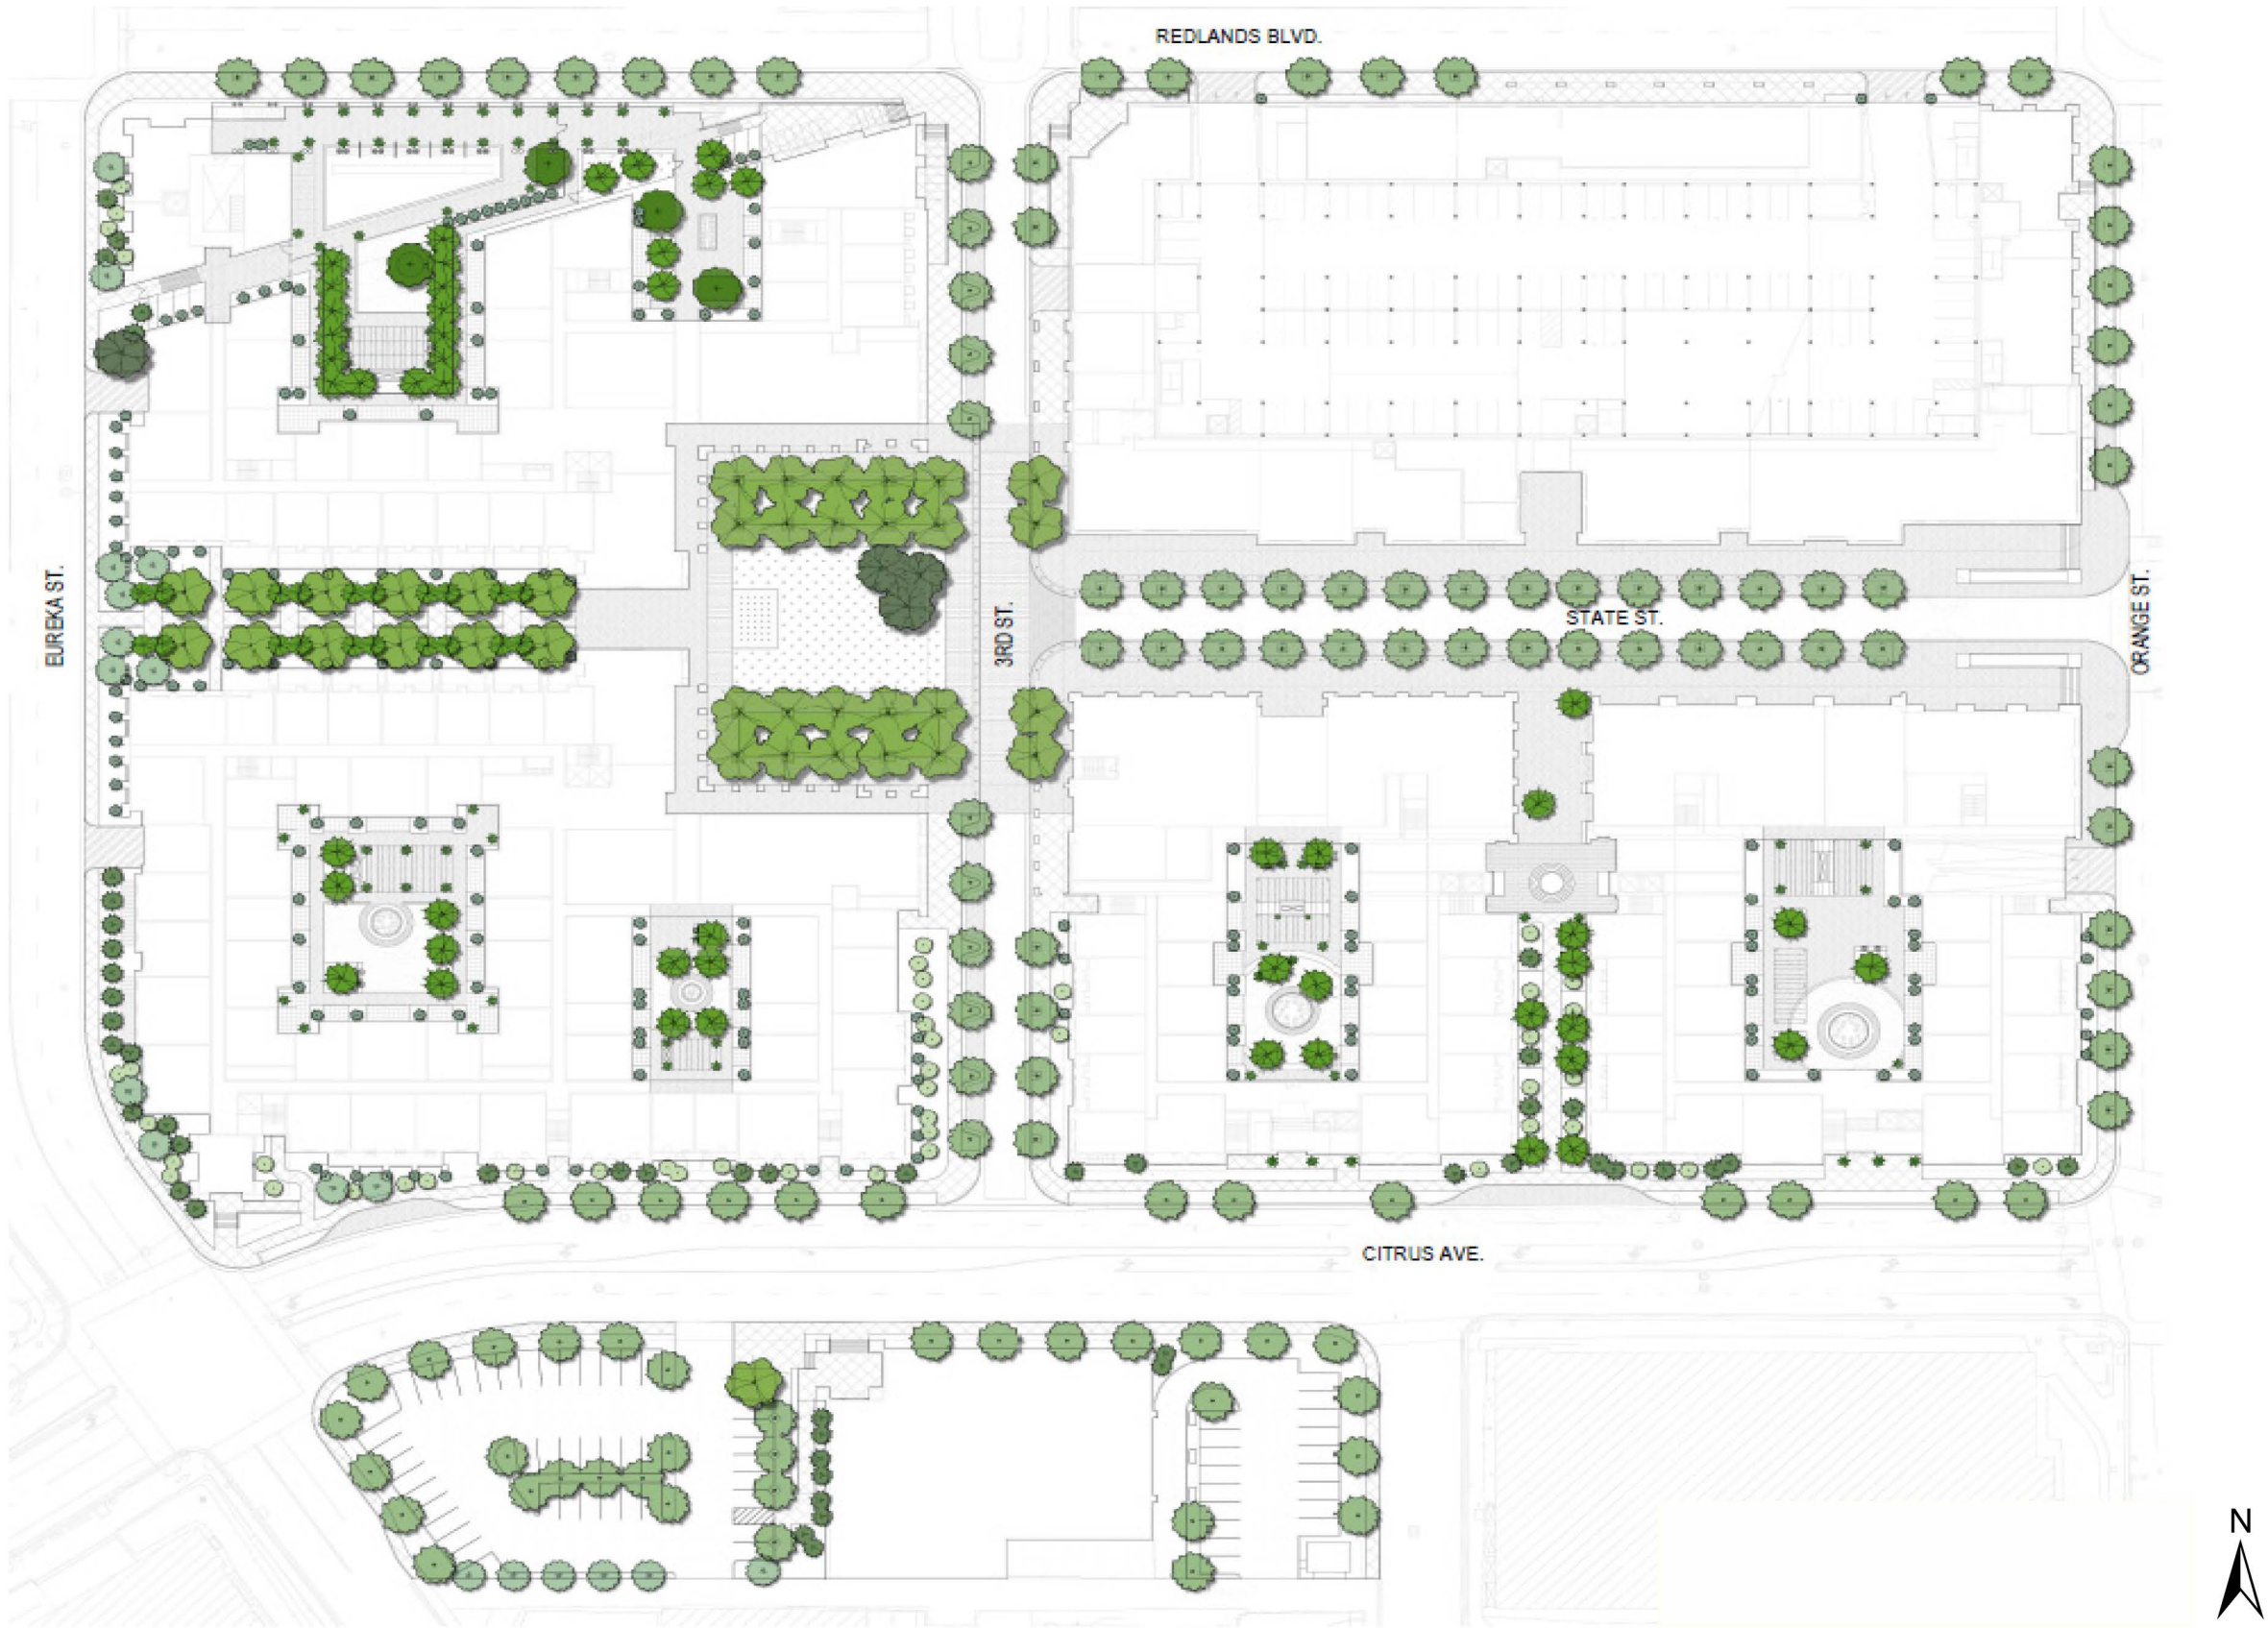 REDLANDS BLVD.
EUREKA ST.
3RD ST.
STATE ST.
ORANGE ST.
CITRUS AVE.
N